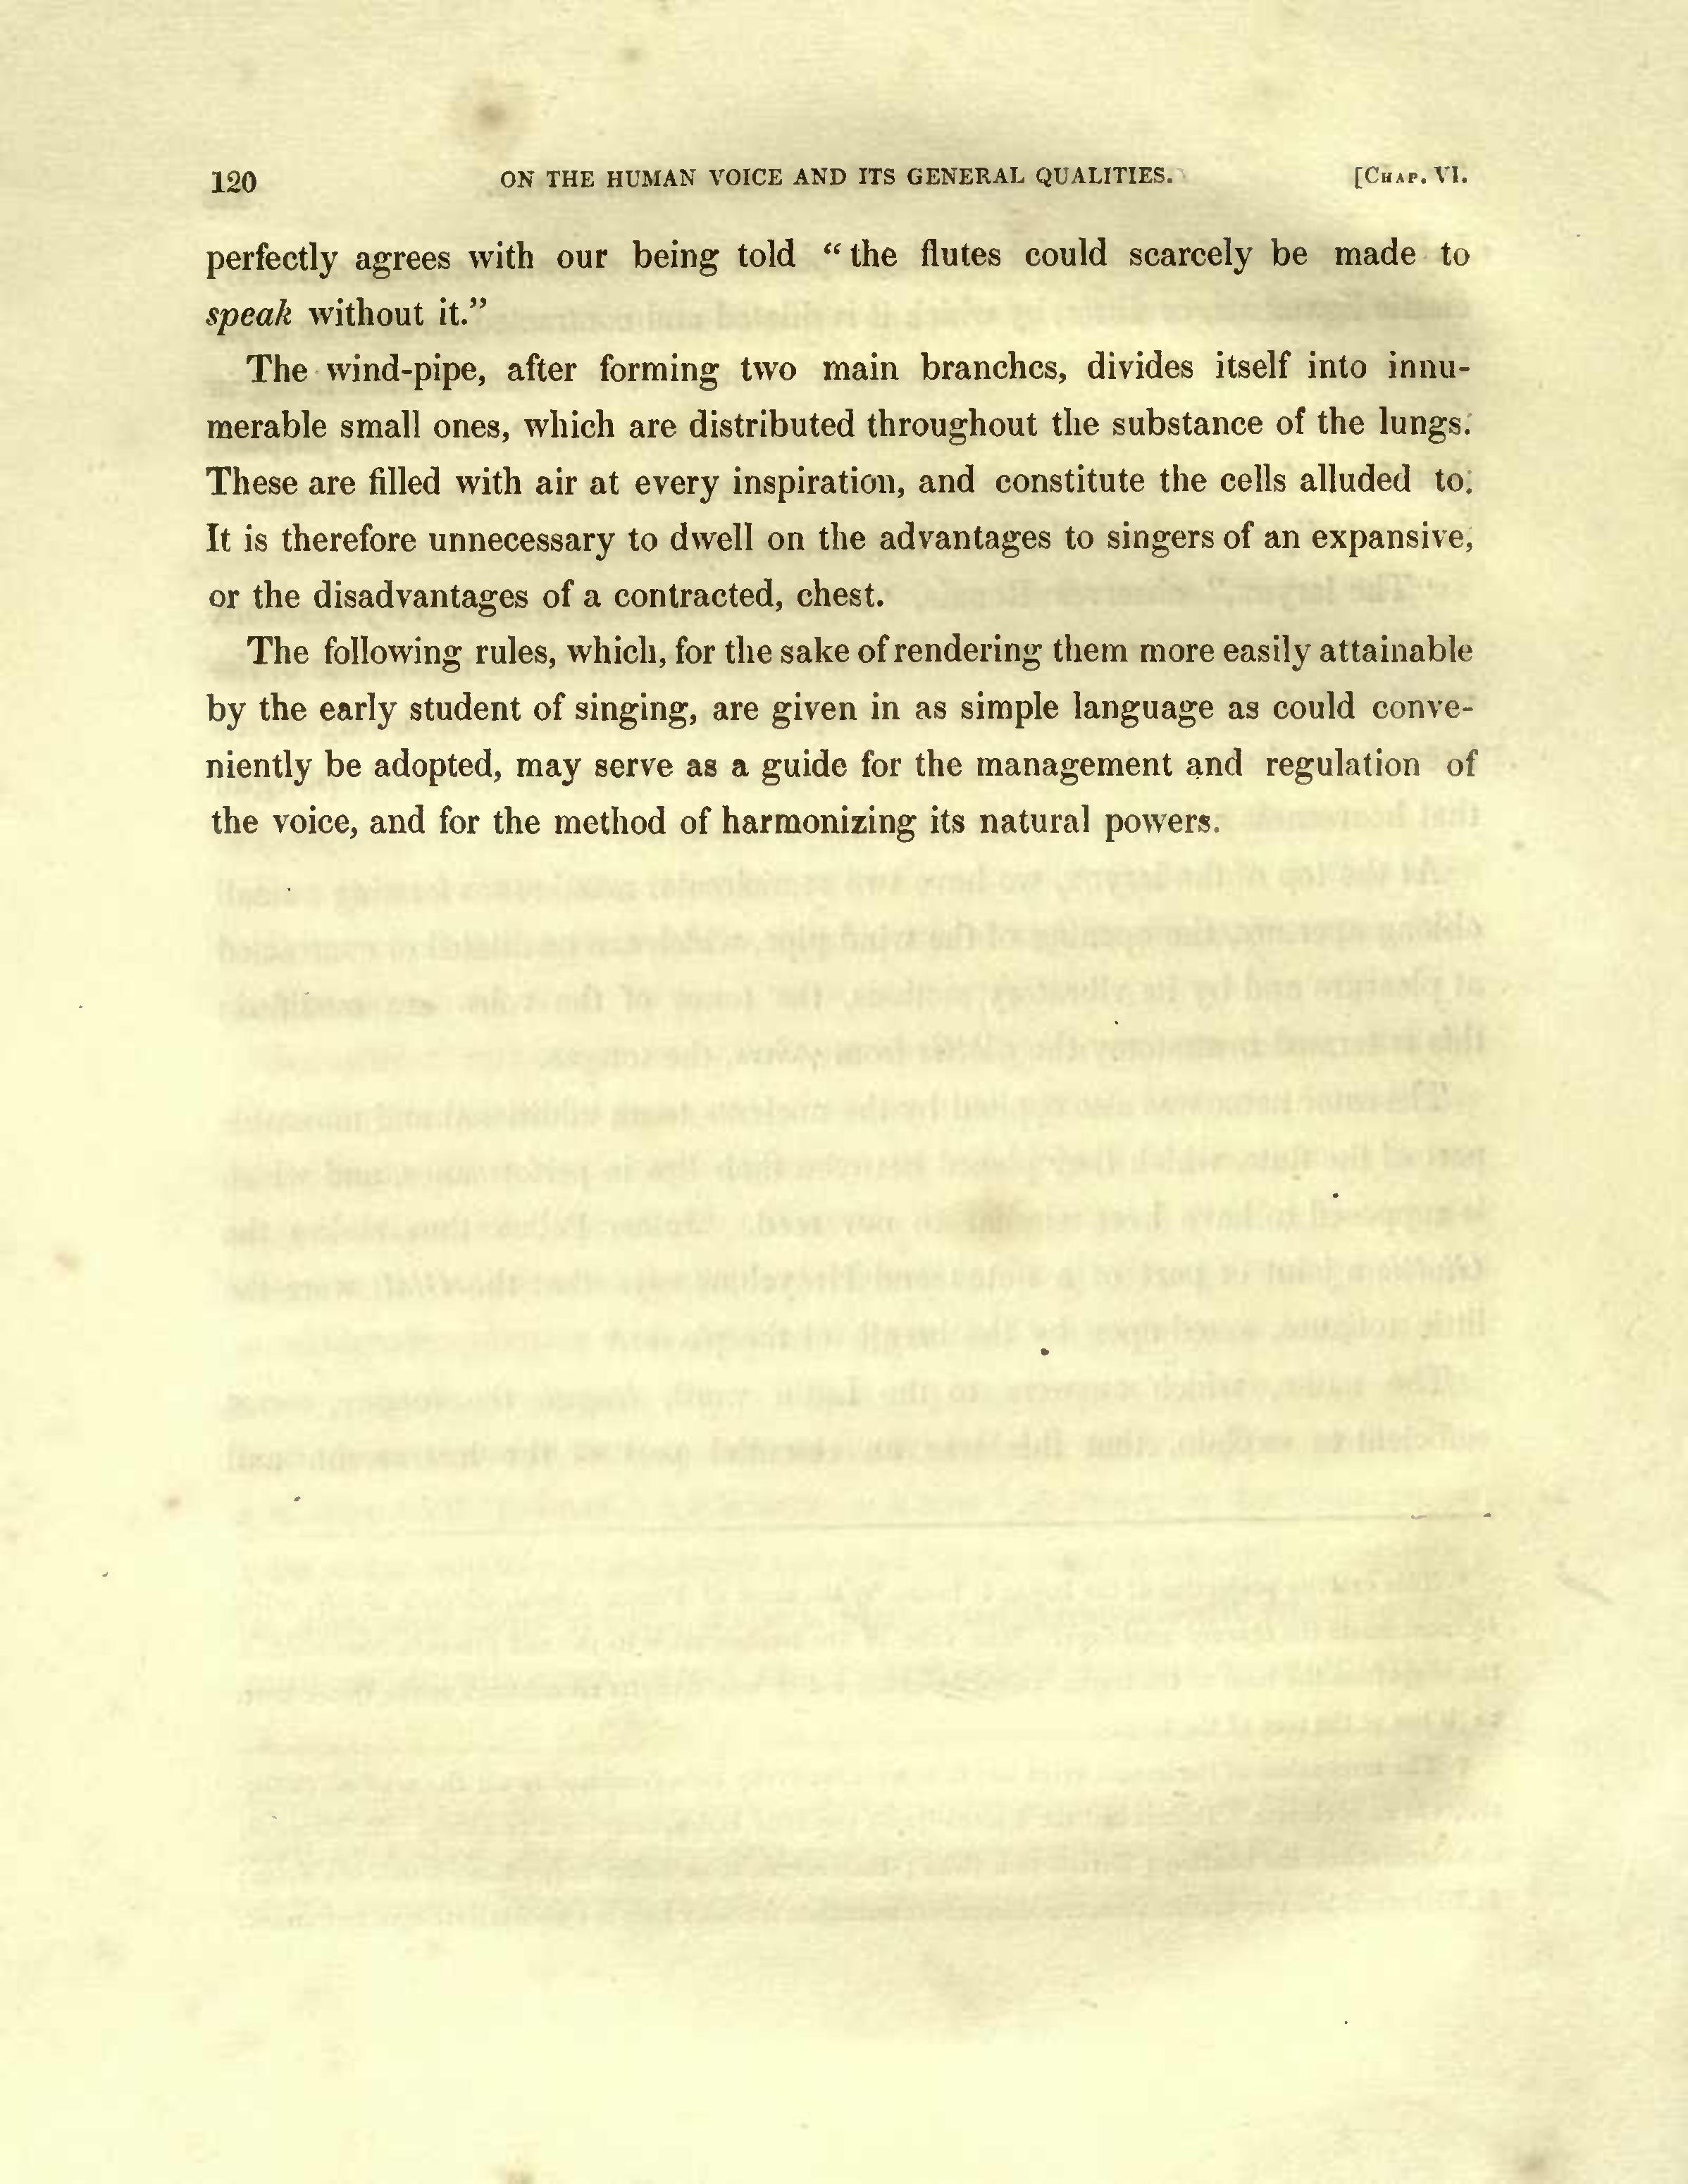 120 ON THE HUMAN VOICE AND ITS GENERAL QUALITIES. [CHAP. VI.
perfectly agrees with our being told “the flutes could scarcely be made to
speak without it.”
The wind-pipe, after forming two main branches, divides itself into innu-
merable small ones, which are distributed throughout the substance of the lungs.
These are filled with air at every inspiration, and constitute the cells alluded to.
It is therefore unnecessary to dwell on the advantages to singers of an expansive,
or the disadvantages of a contracted, chest.
The following rules, which, for the sake of rendering them more easily attainable
by the early student of singing, are given in as simple language as could conve-
niently be adopted, may serve as a guide for the management and regulation of
the voice, and for the method of harmonizing its natural powers.